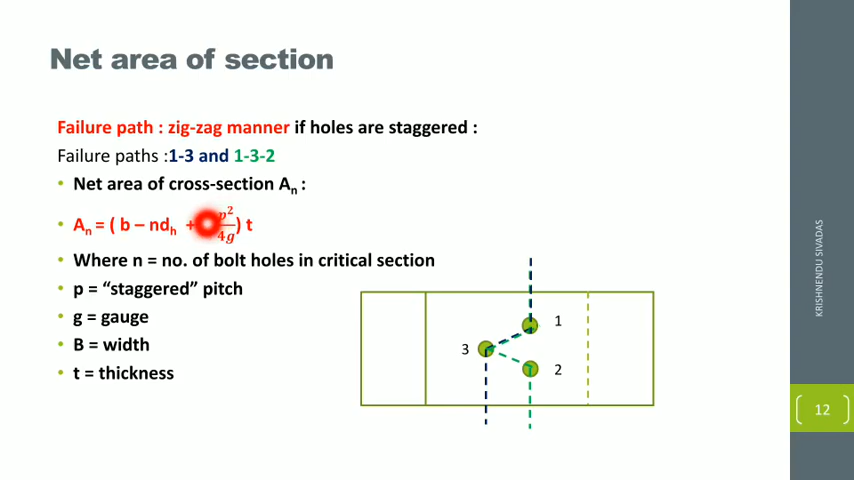 Net area of section
Failure path : zig-zag manner if holes are staggered :
Failure paths :1-3 and 1-3-2
• Net area of cross-section An :
• An = ( b – ndh + p²/4g) t
• Where n = no. of bolt holes in critical section
• p = “staggered” pitch
• g = gauge
• B = width
• t = thickness
1
3
2
KRISHNENDU SIVADAS
12